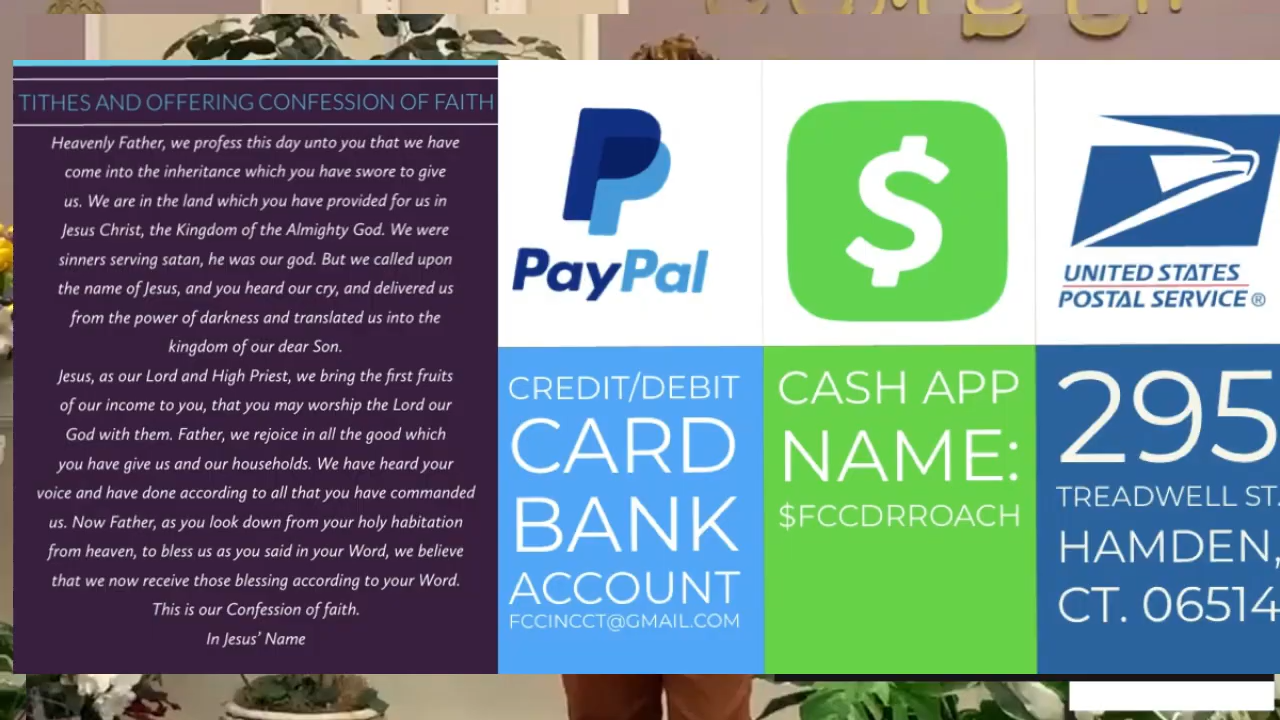 TITHES AND OFFERING CONFESSION OF FAITH
Heavenly Father, we profess this day unto you that we have
come into the inheritance which you have swore to give
us. We are in the land which you have provided for us in
Jesus Christ, the Kingdom of the Almighty God. We were
sinners serving satan, he was our god. But we called upon
the name of Jesus, and you heard our cry, and delivered us
from the power of darkness and translated us into the
kingdom of our dear Son.
Jesus, as our Lord and High Priest, we bring the first fruits
of our income to you, that you may worship the Lord our
God with them. Father, we rejoice in all the good which
you have give us and our households. We have heard your
voice and have done according to all that you have commanded
us. Now Father, as you look down from your holy habitation
from heaven, to bless us as you said in your Word, we believe
that we now receive those blessing according to your Word.
This is our Confession of faith.
In Jesus' Name
PayPal
CREDIT/DEBIT
CARD
BANK
ACCOUNT
FCCINCCT@GMAIL.COM
$
CASH APP
NAME:
$FCCDRROACH
UNITED STATES
POSTAL SERVICE®
295
TREADWELL ST.
HAMDEN,
CT. 06514